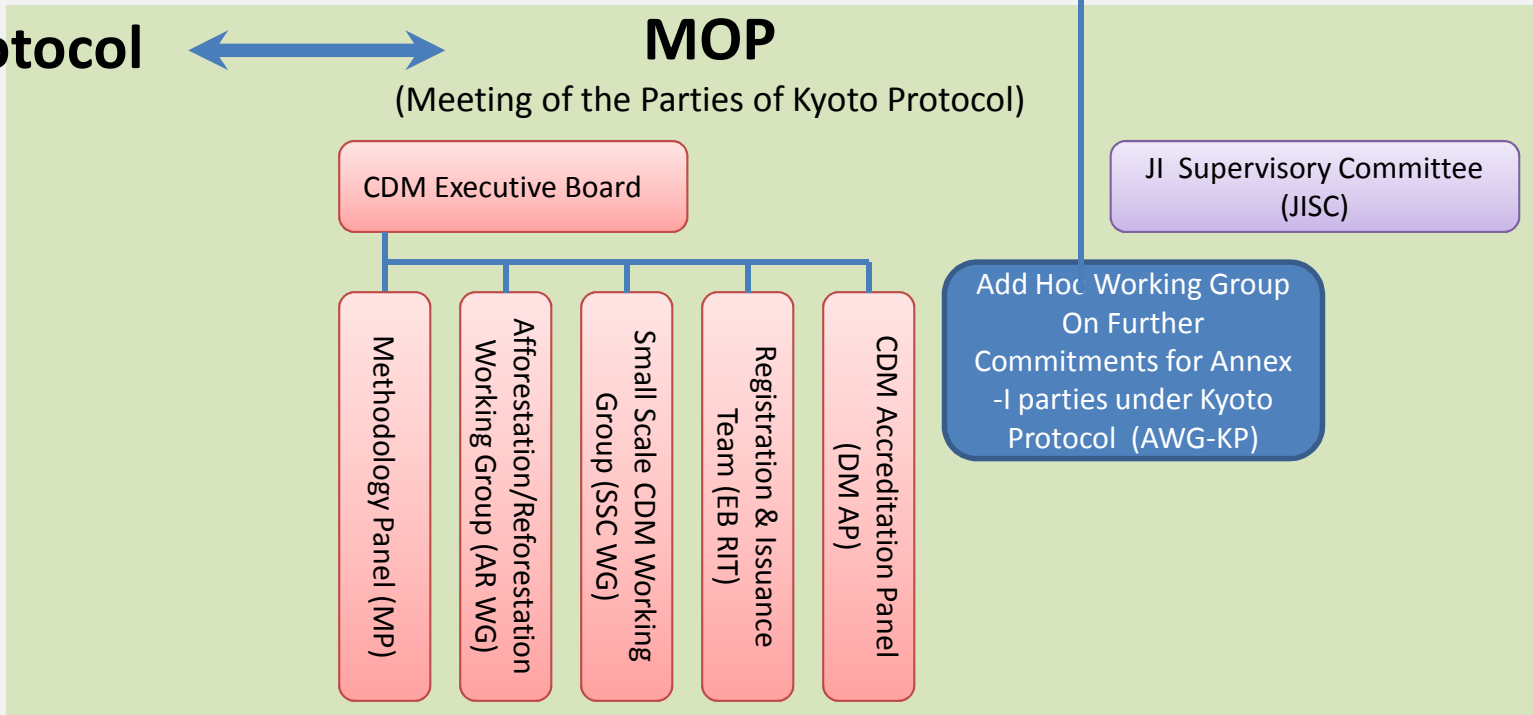 otocol
MOP
(Meeting of the Parties of Kyoto Protocol)
CDM Executive Board
JI Supervisory Committee
(JISC)
Methodology Panel (MP)
Afforestation/Reforestation
Working Group (AR WG)
Small Scale CDM Working
Group (SSC WG)
Registration & Issuance
Team (EB RIT)
CDM Accreditation Panel
(DM AP)
Add Hoc Working Group
On Further
Commitments for Annex
-I parties under Kyoto
Protocol (AWG-KP)